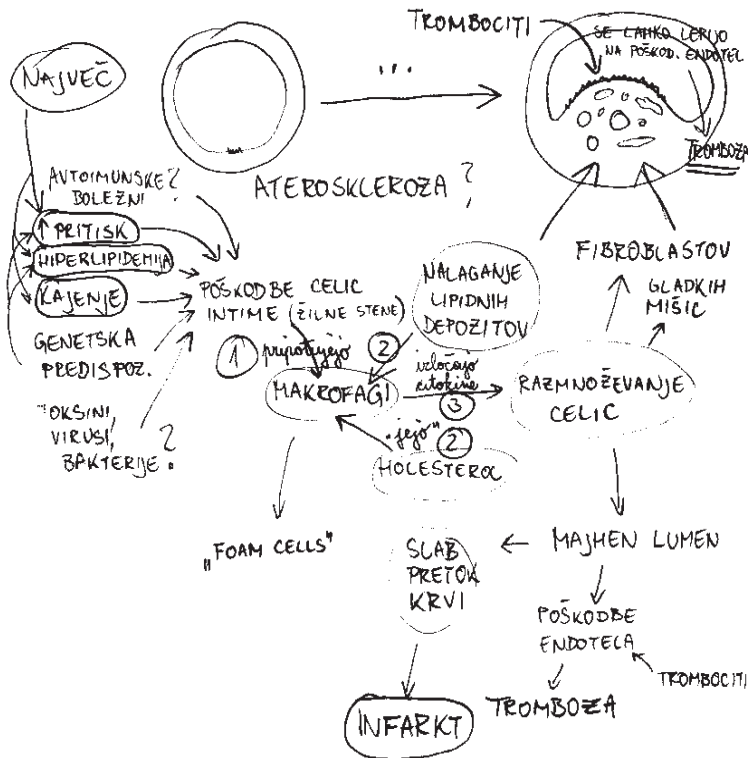 TROMBOCITI
SE LAHKO LEPIJO
NA POŠKOD. ENDOTEL
TROMBOZA
...
NAJVEČ
ATEROSKLEROZA?
AVTOIMUNSKE?
BOLEZNI
↑ PRITISK
HIPERLIPIDEMIJA
KAJENJE
GENETSKA
PREDISPOZ.
TOKSINI,
VIRUSI,
BAKTERIJE?
POŠKODBE CELIC
INTIME (ŽILNE STENE)
1 pripotujejo
MAKROFAGI
NALAGANJE
LIPIDNIH
DEPOZITOV
2
izločajo
citokine
3
"jejo" 2
HOLESTEROL
RAZMNOŽEVANJE
CELIC
FIBROBLASTOV
GLADKIH
MIŠIC
"FOAM CELLS"
MAJHEN LUMEN
SLAB
PRETOK
KRVI
INFARKT
POŠKODBE
ENDOTELA
TROMBOCITI
TROMBOZA